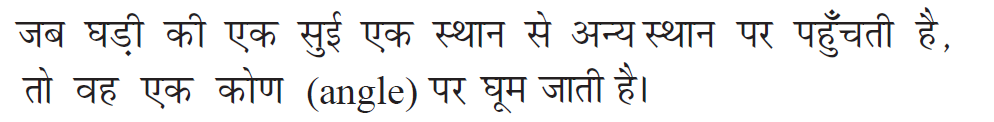 जब घड़ी की एक सुई एक स्थान से अन्य स्थान पर पहुँचती है,
तो वह एक कोण (angle) पर घूम जाती है।